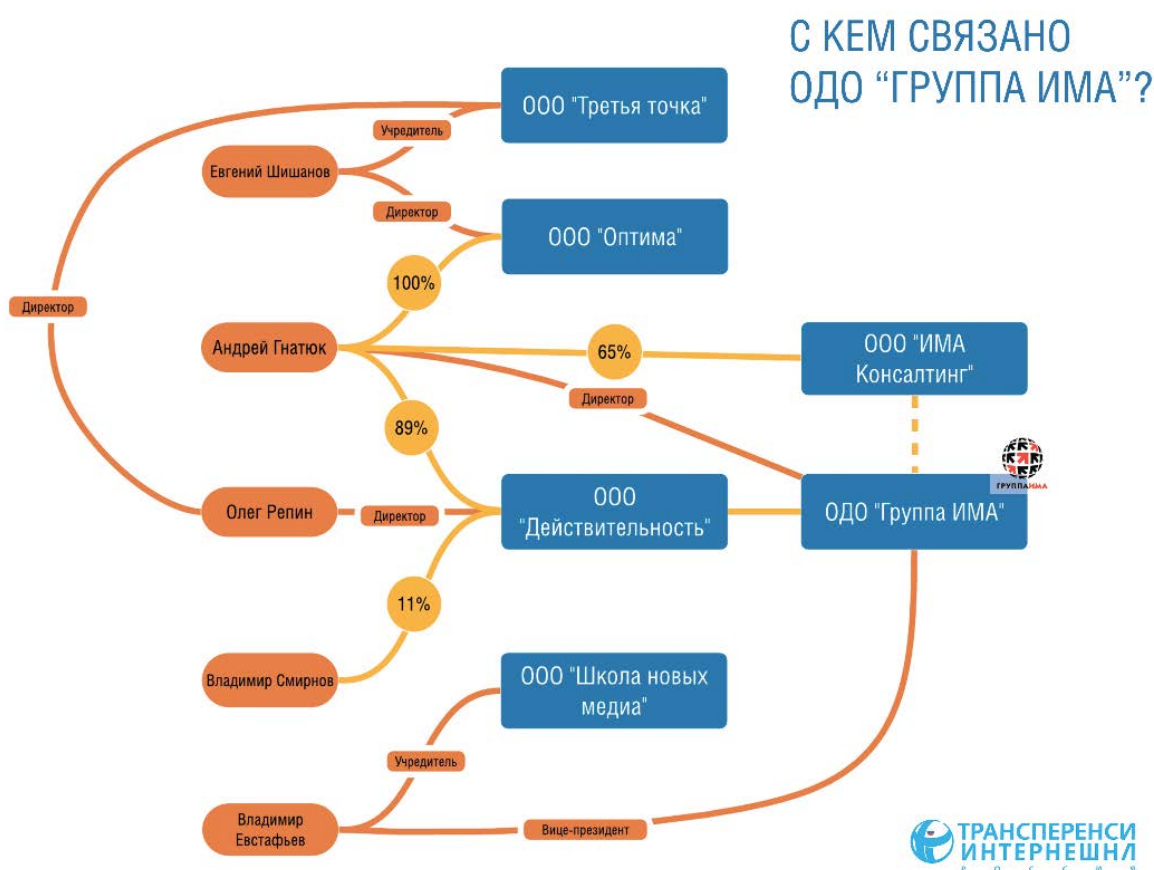 С КЕМ СВЯЗАНО
ОДО “ГРУППА ИМА”?
ООО "Третья точка"
Учредитель
Евгений Шишанов
Директор
ООО "Оптима"
100%
Директор
Андрей Гнатюк
65%
ООО "ИМА
Консалтинг"
Директор
89%
ГРУППАИМА
Олег Репин
Директор
ООО
"Действительность"
ОДО "Группа ИМА"
11%
Владимир Смирнов
ООО "Школа новых
медиа"
Учредитель
Владимир
Евстафьев
Вице-президент
ТРАНСПЕРЕНСИ
ИНТЕРНЕШНЛ